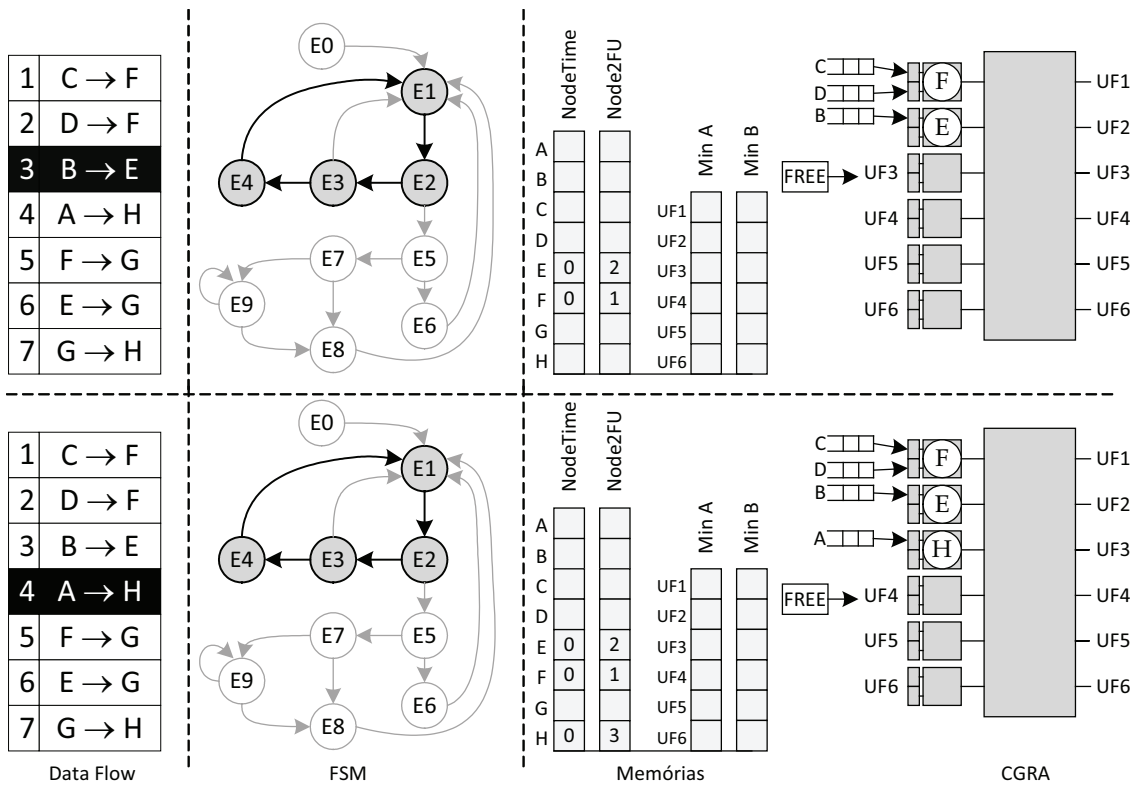 1 C → F
2 D → F
3 B → E
4 A → H
5 F → G
6 E → G
7 G → H
E0
E1
E4 E3 E2
E7 E5
E9
E6
E8
NodeTime Node2FU
Min A Min B
A
B
C
D
E 0 2
F 0 1
G
H
UF1
UF2
UF3
UF4
UF5
UF6
C
D
B
F
E
FREE UF3
UF4
UF5
UF6
UF1
UF2
UF3
UF4
UF5
UF6
1 C → F
2 D → F
3 B → E
4 A → H
5 F → G
6 E → G
7 G → H
E0
E1
E4 E3 E2
E7 E5
E9
E6
E8
NodeTime Node2FU
Min A Min B
A
B
C
D
E 0 2
F 0 1
G
H 0 3
UF1
UF2
UF3
UF4
UF5
UF6
C
D
B
A
F
E
H
FREE UF4
UF5
UF6
UF1
UF2
UF3
UF4
UF5
UF6
Data Flow FSM Memórias CGRA